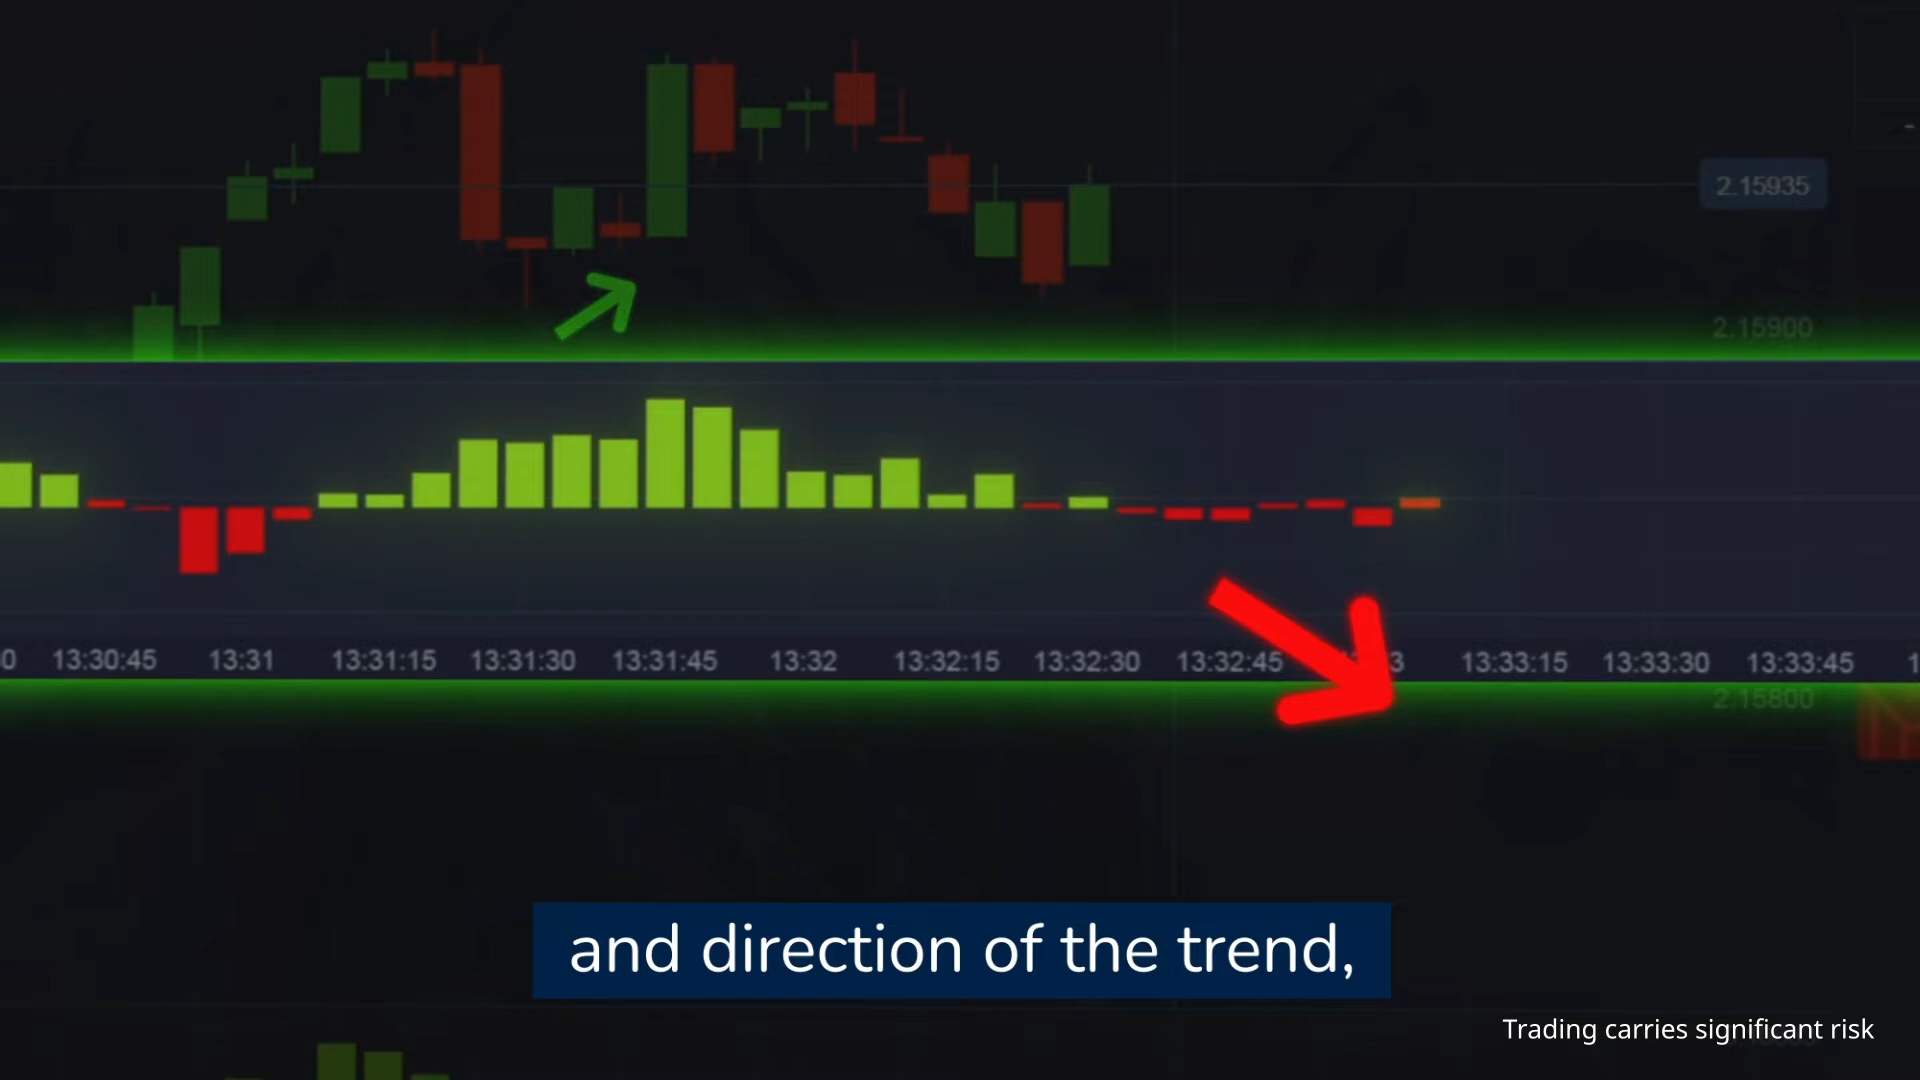 2.15935
2.15900
13:30:45 13:31 13:31:15 13:31:30 13:31:45 13:32 13:32:15 13:32:30 13:32:45 13:33:15 13:33:30 13:33:45
2.15800
and direction of the trend,
Trading carries significant risk